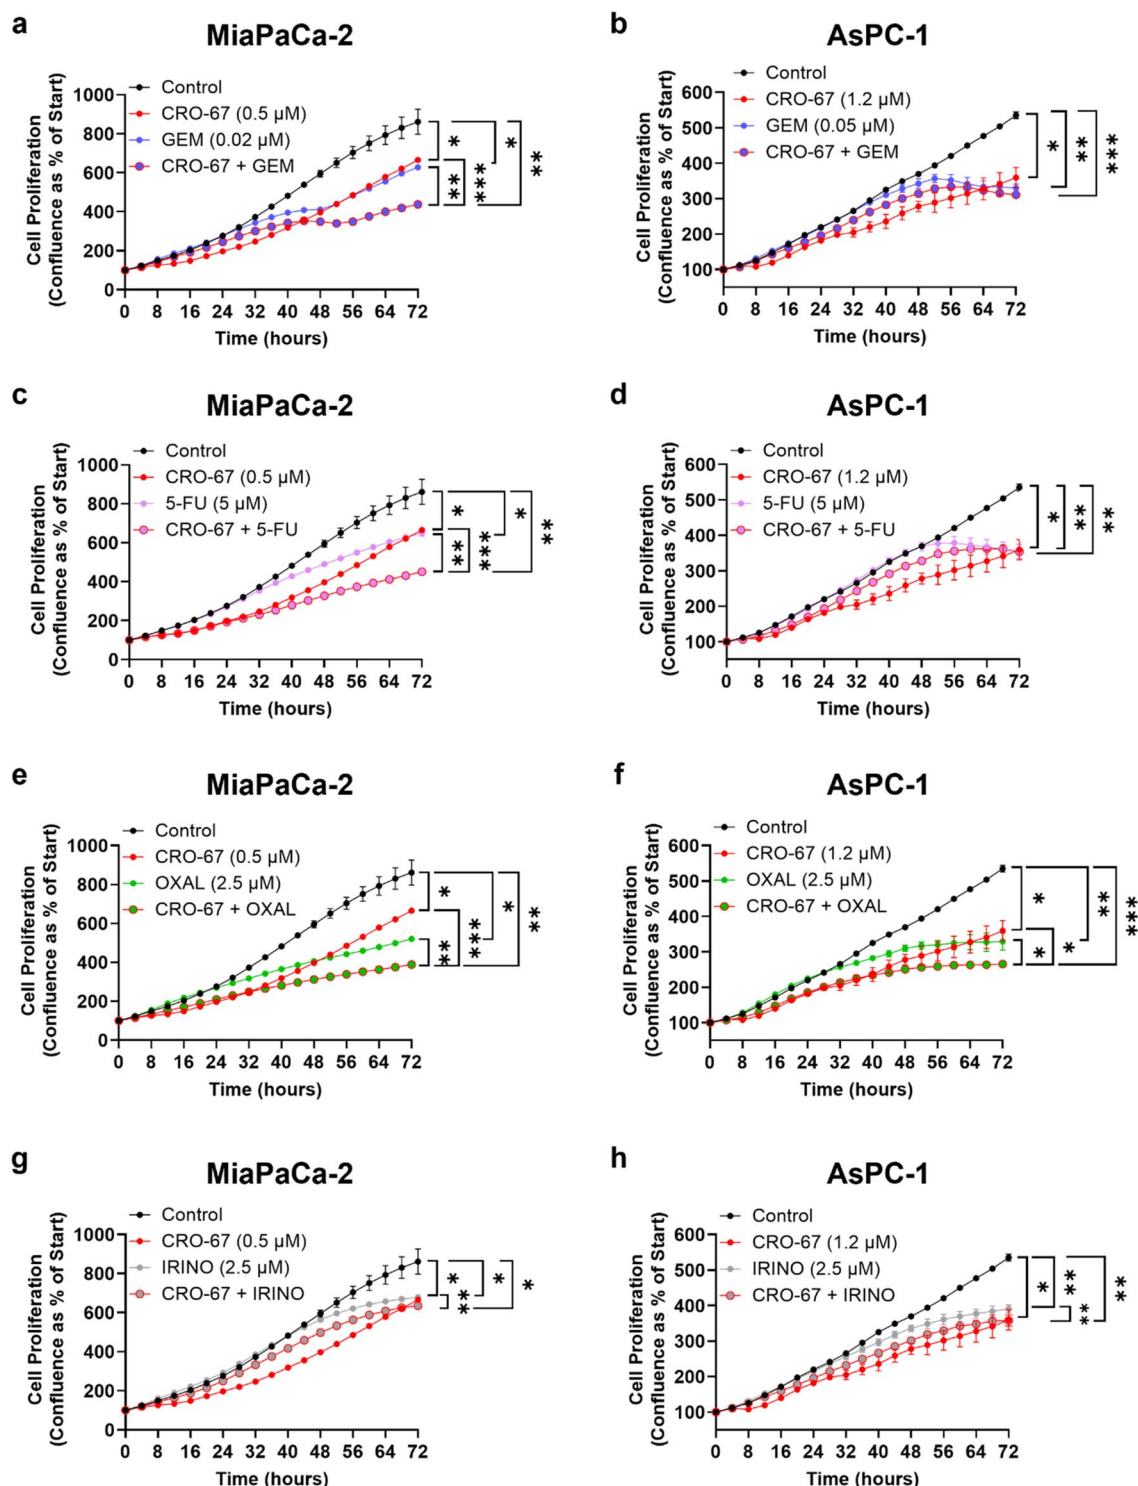 a
MiaPaCa-2
Control
CRO-67 (0.5 µM)
GEM (0.02 µM)
CRO-67 + GEM
Cell Proliferation
(Confluence as % of Start)
1000
800
600
400
200
0
0 8 16 24 32 40 48 56 64 72
Time (hours)
* ** *** * **
b
AsPC-1
Control
CRO-67 (1.2 µM)
GEM (0.05 µM)
CRO-67 + GEM
Cell Proliferation
(Confluence as % of Start)
600
500
400
300
200
100
0 8 16 24 32 40 48 56 64 72
Time (hours)
* ** ***
c
MiaPaCa-2
Control
CRO-67 (0.5 µM)
5-FU (5 µM)
CRO-67 + 5-FU
Cell Proliferation
(Confluence as % of Start)
1000
800
600
400
200
0
0 8 16 24 32 40 48 56 64 72
Time (hours)
* ** *** * **
d
AsPC-1
Control
CRO-67 (1.2 µM)
5-FU (5 µM)
CRO-67 + 5-FU
Cell Proliferation
(Confluence as % of Start)
600
500
400
300
200
100
0 8 16 24 32 40 48 56 64 72
Time (hours)
* ** **
e
MiaPaCa-2
Control
CRO-67 (0.5 µM)
OXAL (2.5 µM)
CRO-67 + OXAL
Cell Proliferation
(Confluence as % of Start)
1000
800
600
400
200
0
0 8 16 24 32 40 48 56 64 72
Time (hours)
* ** *** * **
f
AsPC-1
Control
CRO-67 (1.2 µM)
OXAL (2.5 µM)
CRO-67 + OXAL
Cell Proliferation
(Confluence as % of Start)
600
500
400
300
200
100
0 8 16 24 32 40 48 56 64 72
Time (hours)
* * * ** ***
g
MiaPaCa-2
Control
CRO-67 (0.5 µM)
IRINO (2.5 µM)
CRO-67 + IRINO
Cell Proliferation
(Confluence as % of Start)
1000
800
600
400
200
0
0 8 16 24 32 40 48 56 64 72
Time (hours)
* ** * *
h
AsPC-1
Control
CRO-67 (1.2 µM)
IRINO (2.5 µM)
CRO-67 + IRINO
Cell Proliferation
(Confluence as % of Start)
600
500
400
300
200
100
0 8 16 24 32 40 48 56 64 72
Time (hours)
* ** ** **